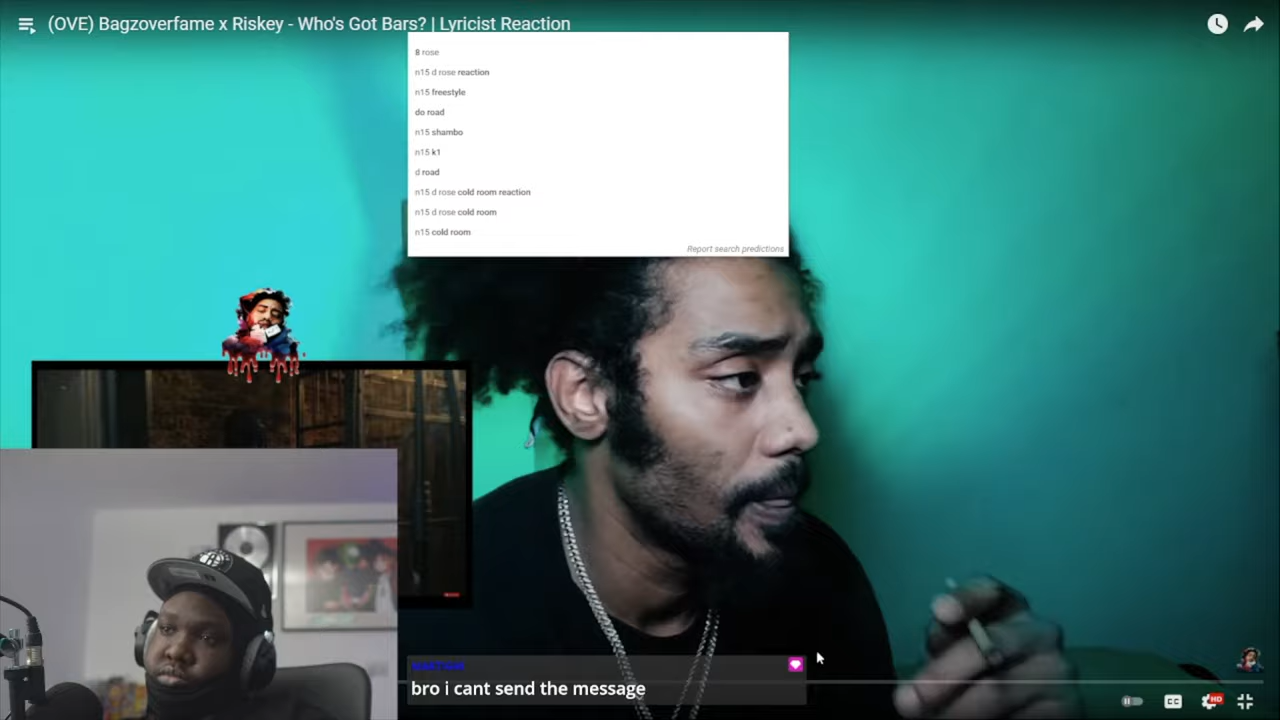 (OVE) Bagzoverfame x Riskey - Who's Got Bars? | Lyricist Reaction
8 rose
n15 d rose reaction
n15 freestyle
do road
n15 shambo
n15 k1
d road
n15 d rose cold room reaction
n15 d rose cold room
n15 cold room
Report search predictions
bro i cant send the message
CC
HD